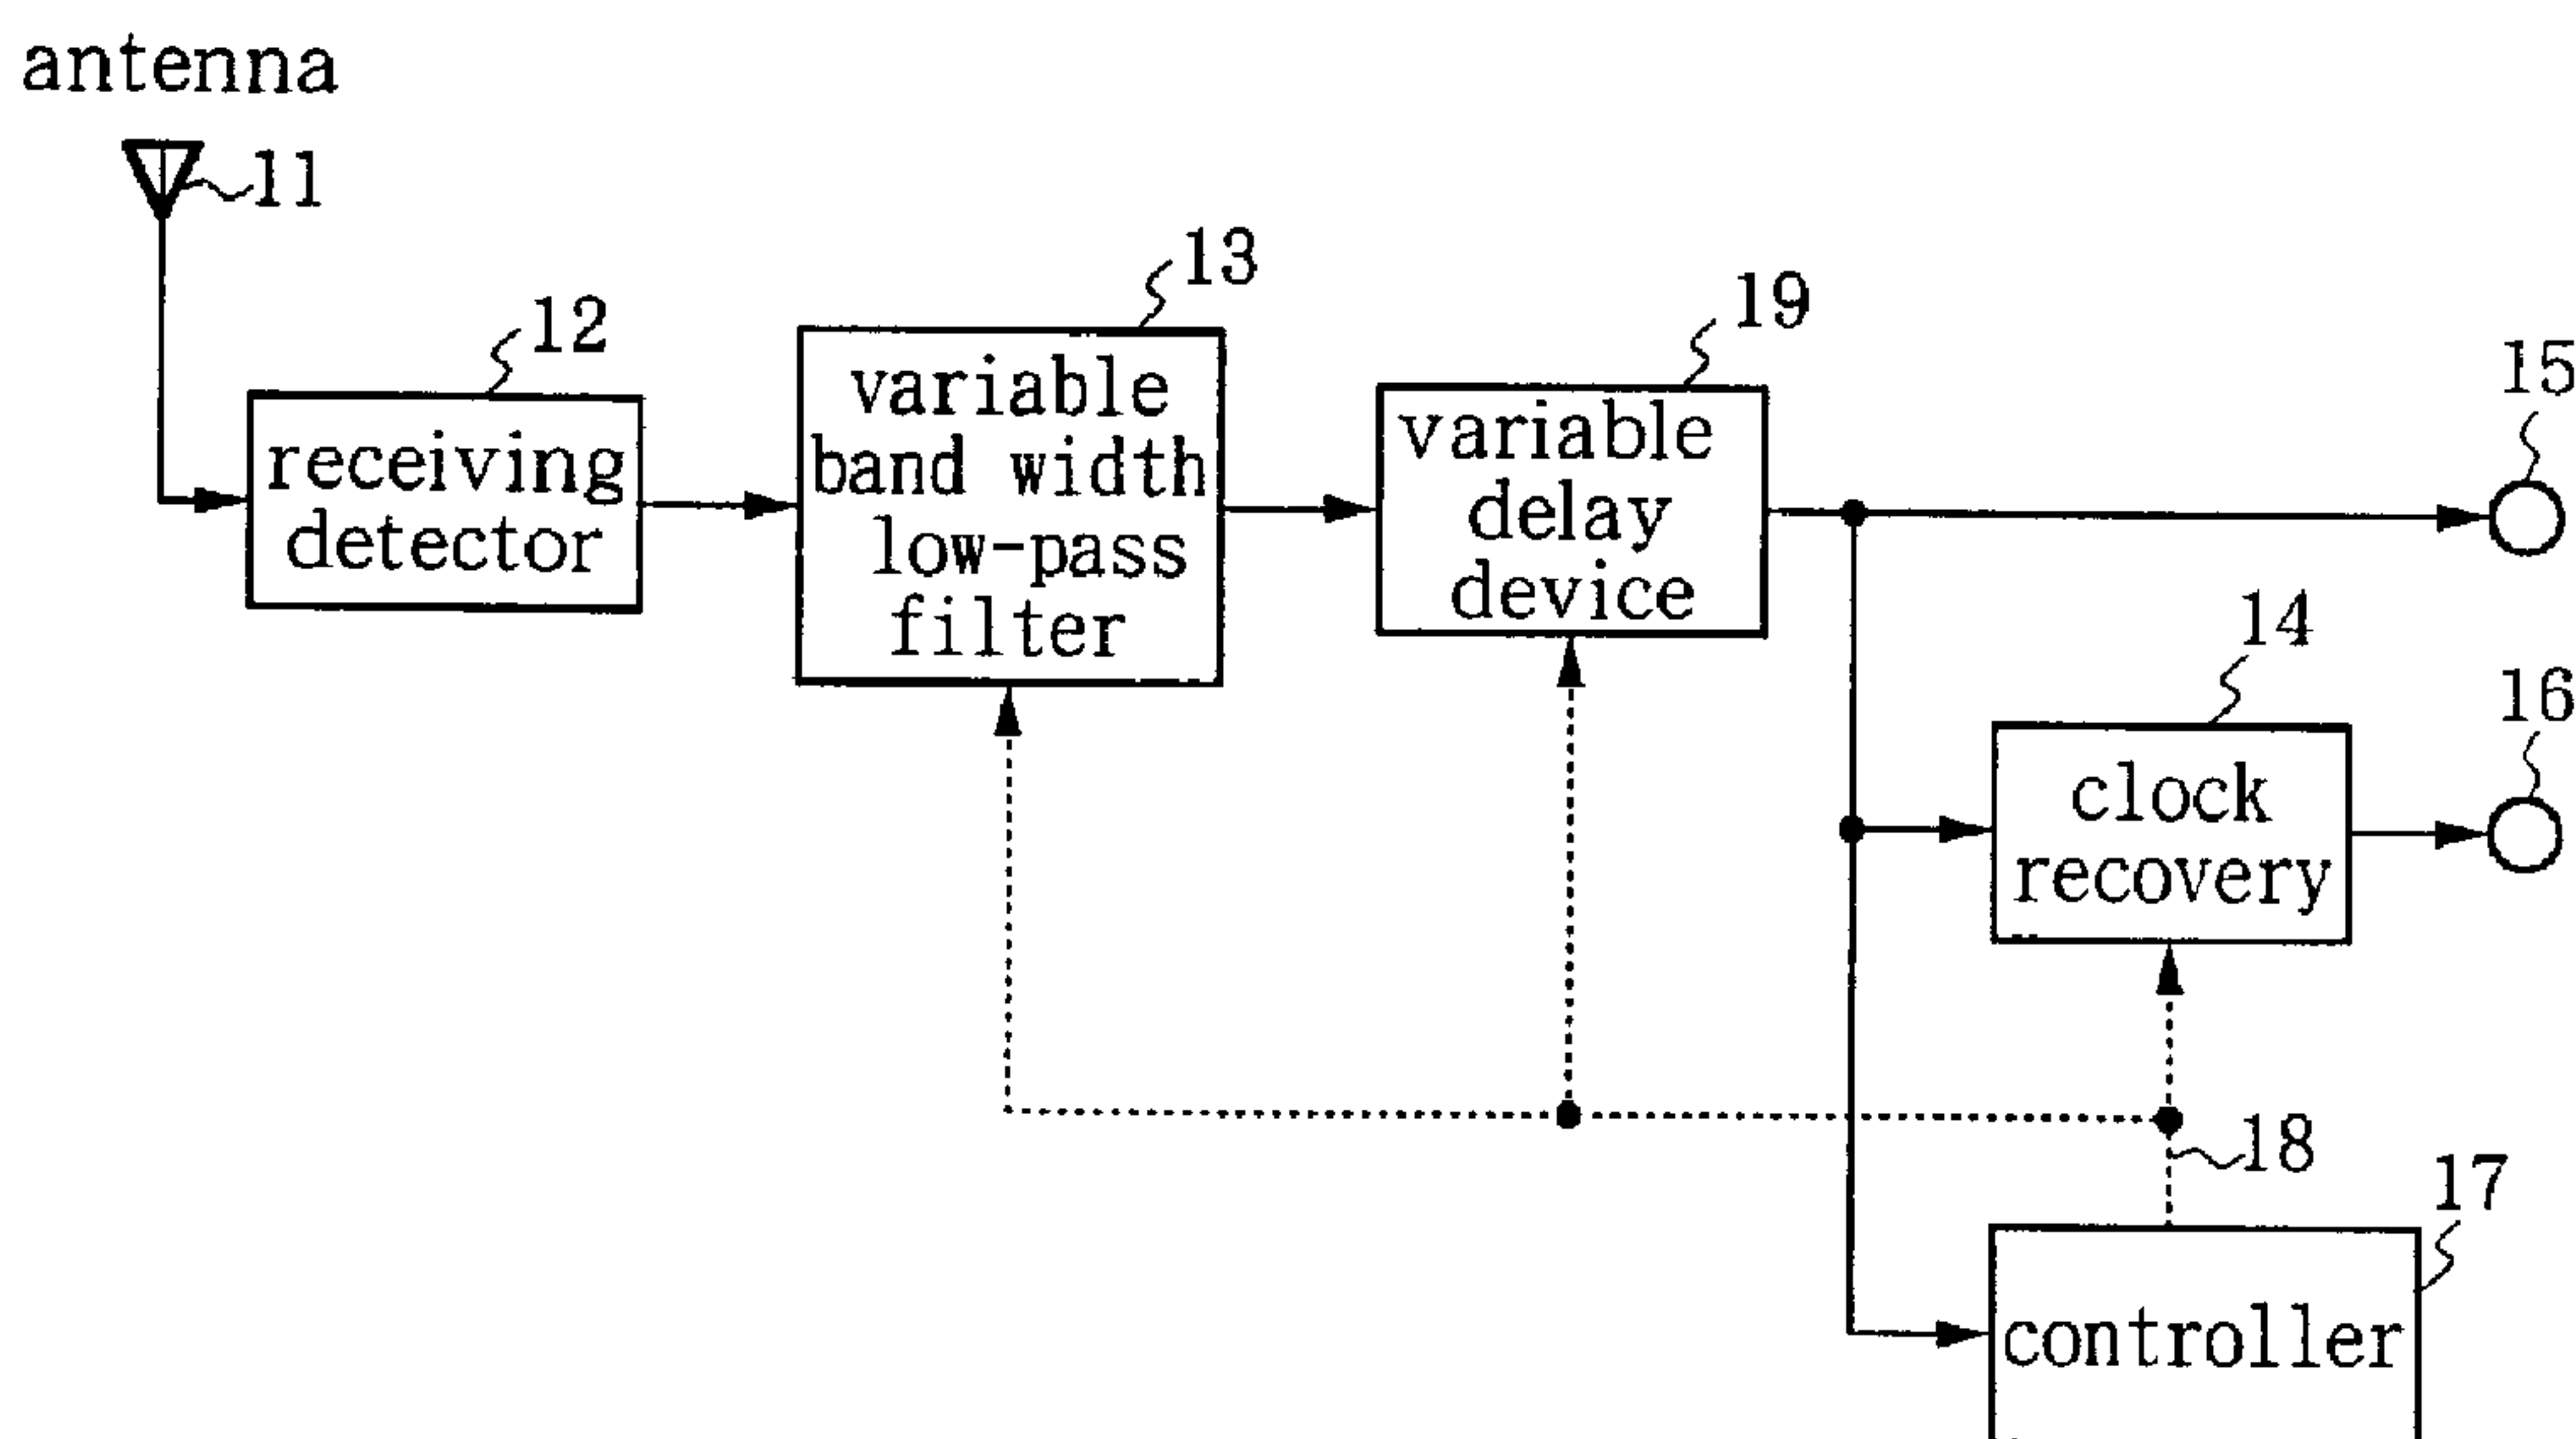 antenna
11
12
receiving
detector
13
variable
band width
low-pass
filter
19
variable
delay
device
15
14
clock
recovery
16
18
17
controller